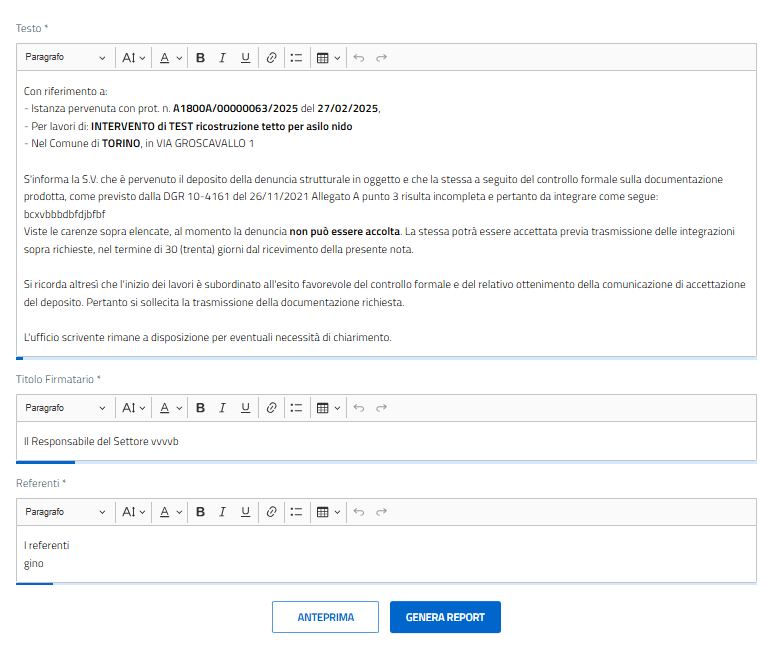 Testo *
Paragrafo AI A B I U
Con riferimento a:
- Istanza pervenuta con prot. n. A1800A/00000063/2025 del 27/02/2025,
- Per lavori di: INTERVENTO di TEST ricostruzione tetto per asilo nido
- Nel Comune di TORINO, in VIA GROSCAVALLO 1
S'informa la S.V. che è pervenuto il deposito della denuncia strutturale in oggetto e che la stessa a seguito del controllo formale sulla documentazione
prodotta, come previsto dalla DGR 10-4161 del 26/11/2021 Allegato A punto 3 risulta incompleta e pertanto da integrare come segue:
bcxvbbbdbfdjbfbf
Viste le carenze sopra elencate, al momento la denuncia non può essere accolta. La stessa potrà essere accettata previa trasmissione delle integrazioni
sopra richieste, nel termine di 30 (trenta) giorni dal ricevimento della presente nota.
Si ricorda altresì che l'inizio dei lavori è subordinato all'esito favorevole del controllo formale e del relativo ottenimento della comunicazione di accettazione
del deposito. Pertanto si sollecita la trasmissione della documentazione richiesta.
L'ufficio scrivente rimane a disposizione per eventuali necessità di chiarimento.
Titolo Firmatario *
Paragrafo AI A B I U
Il Responsabile del Settore vvvvb
Referenti *
Paragrafo AI A B I U
I referenti
gino
ANTEPRIMA GENERA REPORT